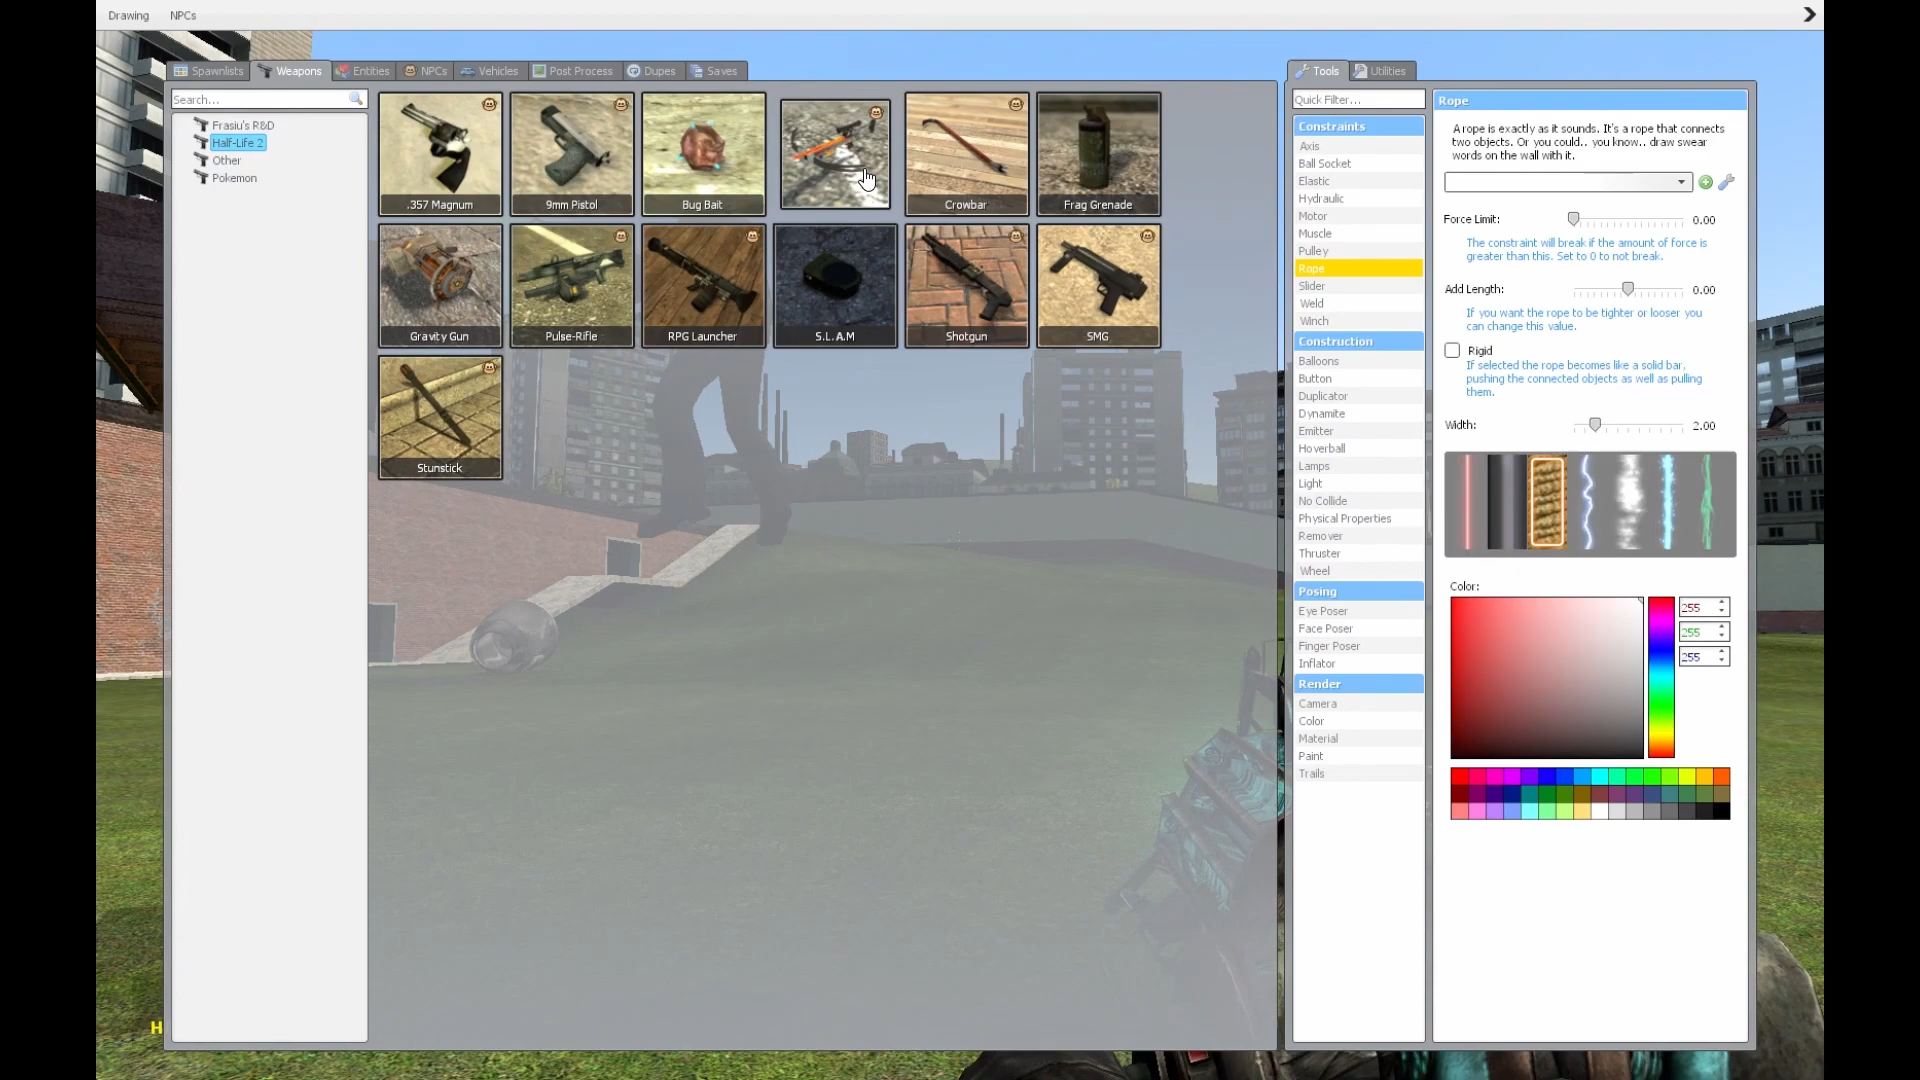 Drawing NPCs
Spawnlists Weapons Entities NPCs Vehicles Post Process Dupes Saves
Search...
Frasiu's R&D
Half-Life 2
Other
Pokemon
.357 Magnum 9mm Pistol Bug Bait Crowbar Frag Grenade
Gravity Gun Pulse-Rifle RPG Launcher S.L.A.M Shotgun SMG
Stunstick
H
Tools Utilities
Quick Filter...
Constraints
Axis
Ball Socket
Elastic
Hydraulic
Motor
Muscle
Pulley
Rope
Slider
Weld
Winch
Construction
Balloons
Button
Duplicator
Dynamite
Emitter
Hoverball
Lamps
Light
No Collide
Physical Properties
Remover
Thruster
Wheel
Posing
Eye Poser
Face Poser
Finger Poser
Inflator
Render
Camera
Color
Material
Paint
Trails
Rope
A rope is exactly as it sounds. It's a rope that connects
two objects. Or you could.. you know.. draw swear
words on the wall with it.
Force Limit: 0.00
The constraint will break if the amount of force is
greater than this. Set to 0 to not break.
Add Length: 0.00
If you want the rope to be tighter or looser you
can change this value.
Rigid
If selected the rope becomes like a solid bar,
pushing the connected objects as well as pulling
them.
Width: 2.00
Color:
255
255
255